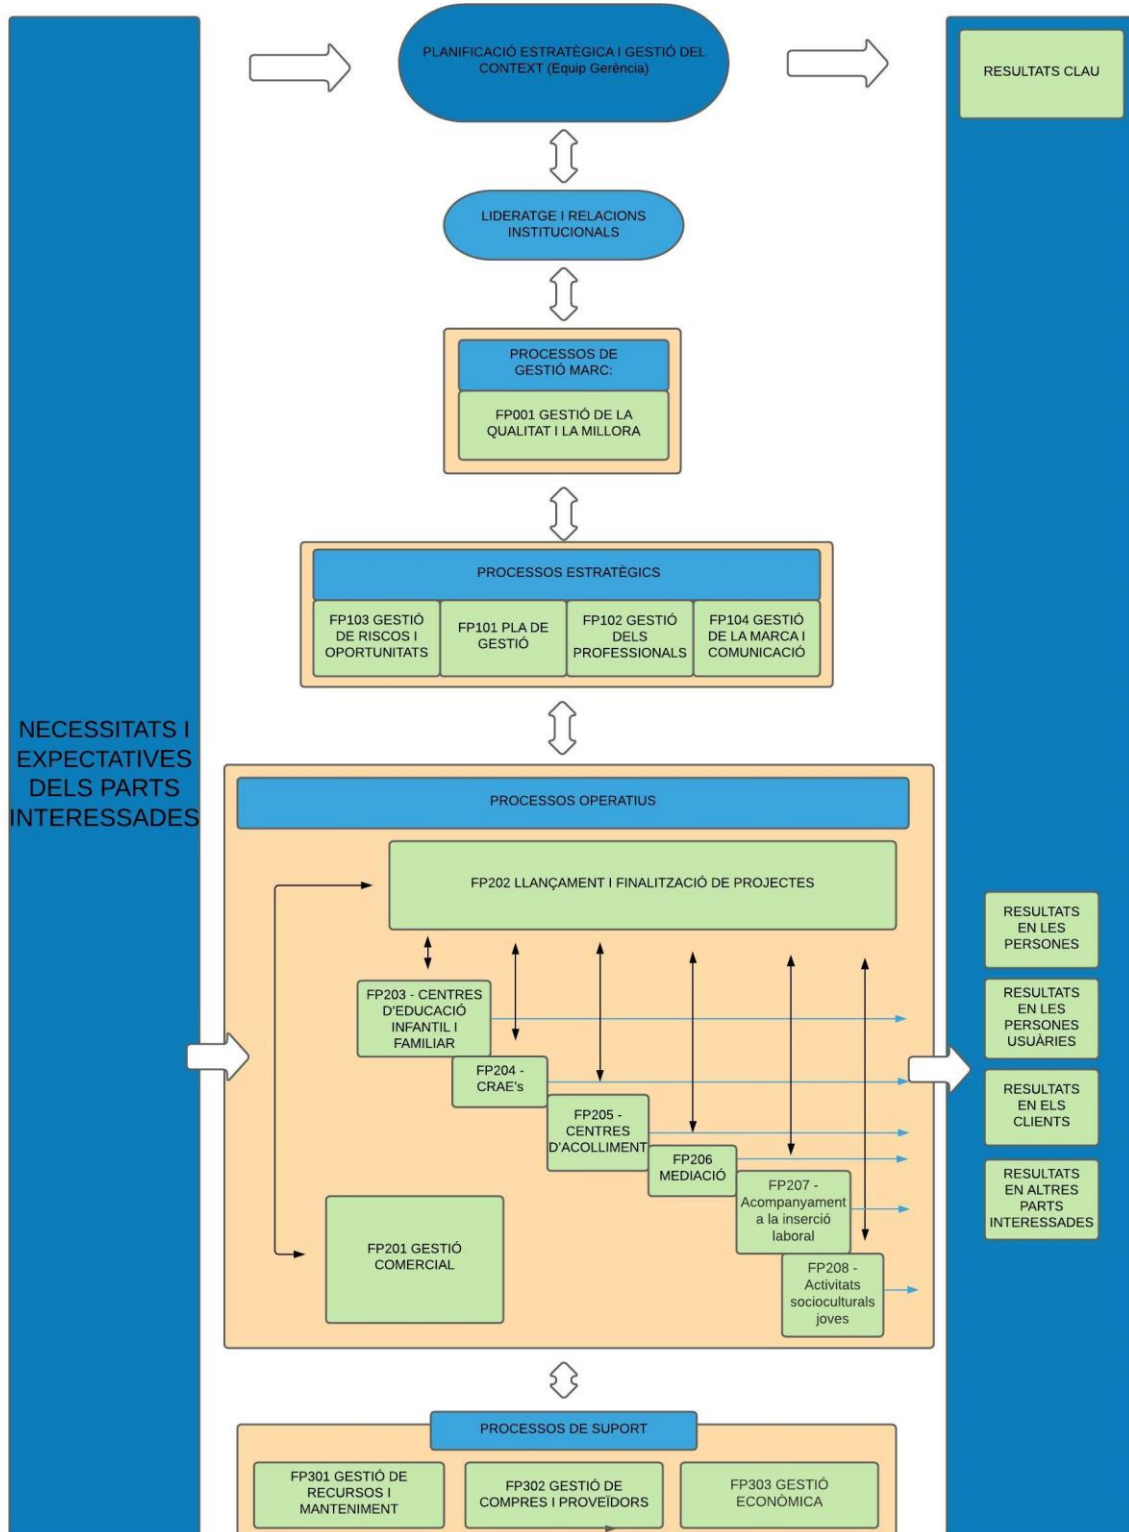 PLANIFICACIÓ ESTRATÈGICA I GESTIÓ DEL
CONTEXT (Equip Gerència)
RESULTATS CLAU
LIDERATGE I RELACIONS
INSTITUCIONALS
PROCESSOS DE
GESTIÓ MARC:
FP001 GESTIÓ DE LA
QUALITAT I LA MILLORA
PROCESSOS ESTRATÈGICS
FP103 GESTIÓ
DE RISCOS I
OPORTUNITATS
FP101 PLA DE
GESTIÓ
FP102 GESTIÓ
DELS
PROFESSIONALS
FP104 GESTIÓ
DE LA MARCA I
COMUNICACIÓ
NECESSITATS I
EXPECTATIVES
DELS PARTS
INTERESSADES
PROCESSOS OPERATIUS
FP202 LLANÇAMENT I FINALITZACIÓ DE PROJECTES
FP203 - CENTRES
D'EDUCACIÓ
INFANTIL I
FAMILIAR
FP204 -
CRAE's
FP205 -
CENTRES
D'ACOLLIMENT
FP206
MEDIACIÓ
FP207 -
Acompanyament
a la inserció
laboral
FP208 -
Activitats
socioculturals
joves
FP201 GESTIÓ
COMERCIAL
RESULTATS
EN LES
PERSONES
RESULTATS
EN LES
PERSONES
USUÀRIES
RESULTATS
EN ELS
CLIENTS
RESULTATS
EN ALTRES
PARTS
INTERESSADES
PROCESSOS DE SUPORT
FP301 GESTIÓ DE
RECURSOS I
MANTENIMENT
FP302 GESTIÓ DE
COMPRES I PROVEÏDORS
FP303 GESTIÓ
ECONÒMICA